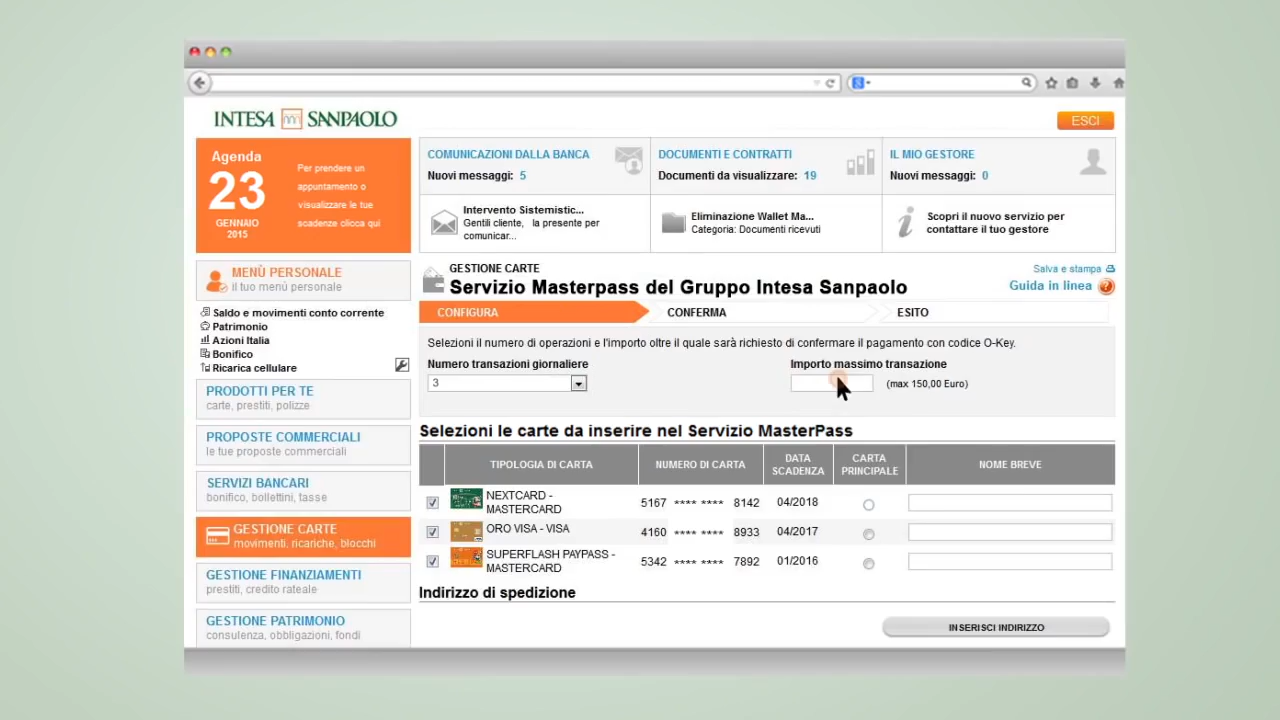 INTESA SANPAOLO
ESCI
Agenda
23
GENNAIO
2015
Per prendere un
appuntamento o
visualizzare le tue
scadenze clicca qui
COMUNICAZIONI DALLA BANCA
Nuovi messaggi: 5
DOCUMENTI E CONTRATTI
Documenti da visualizzare: 19
IL MIO GESTORE
Nuovi messaggi: 0
Intervento Sistemistic...
Gentili cliente, la presente per
comunicar...
Eliminazione Wallet Ma...
Categoria: Documenti ricevuti
Scopri il nuovo servizio per
contattare il tuo gestore
MENÙ PERSONALE
il tuo menù personale
Saldo e movimenti conto corrente
Patrimonio
Azioni Italia
Bonifico
Ricarica cellulare
PRODOTTI PER TE
carte, prestiti, polizze
PROPOSTE COMMERCIALI
le tue proposte commerciali
SERVIZI BANCARI
bonifico, bollettini, tasse
GESTIONE CARTE
movimenti, ricariche, blocchi
GESTIONE FINANZIAMENTI
prestiti, credito rateale
GESTIONE PATRIMONIO
consulenza, obbligazioni, fondi
GESTIONE CARTE
Servizio Masterpass del Gruppo Intesa Sanpaolo
Salva e stampa
Guida in linea ?
CONFIGURA CONFERMA ESITO
Selezioni il numero di operazioni e l'importo oltre il quale sarà richiesto di confermare il pagamento con codice O-Key.
Numero transazioni giornaliere
3
Importo massimo transazione
(max 150,00 Euro)
Selezioni le carte da inserire nel Servizio MasterPass
TIPOLOGIA DI CARTA NUMERO DI CARTA DATA SCADENZA CARTA PRINCIPALE NOME BREVE
NEXTCARD - MASTERCARD 5167 **** **** 8142 04/2018
ORO VISA - VISA 4160 **** **** 8933 04/2017
SUPERFLASH PAYPASS - MASTERCARD 5342 **** **** 7892 01/2016
Indirizzo di spedizione
INSERISCI INDIRIZZO